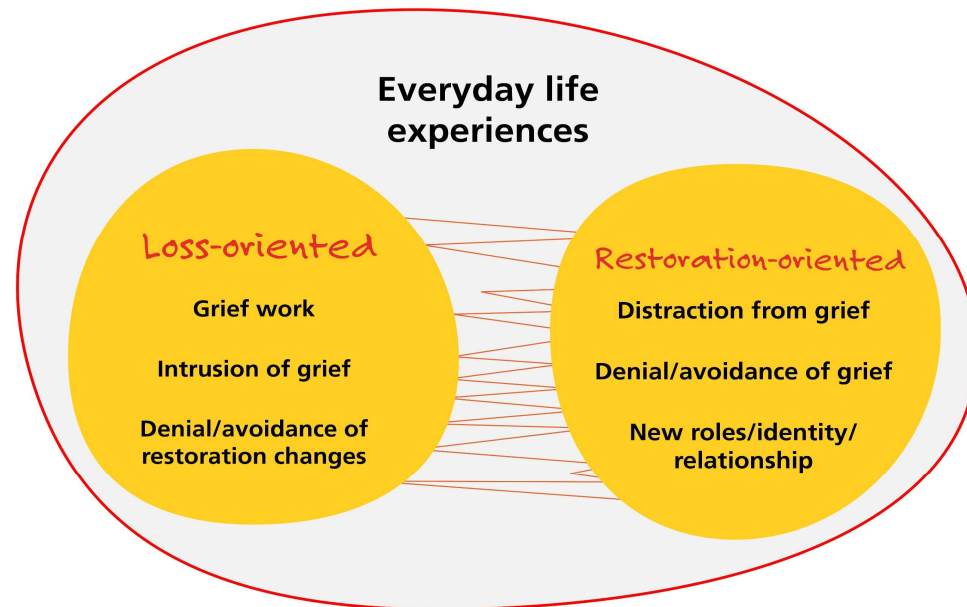 Everyday life
experiences
Loss-oriented
Grief work
Intrusion of grief
Denial/avoidance of
restoration changes
Restoration-oriented
Distraction from grief
Denial/avoidance of grief
New roles/identity/
relationship